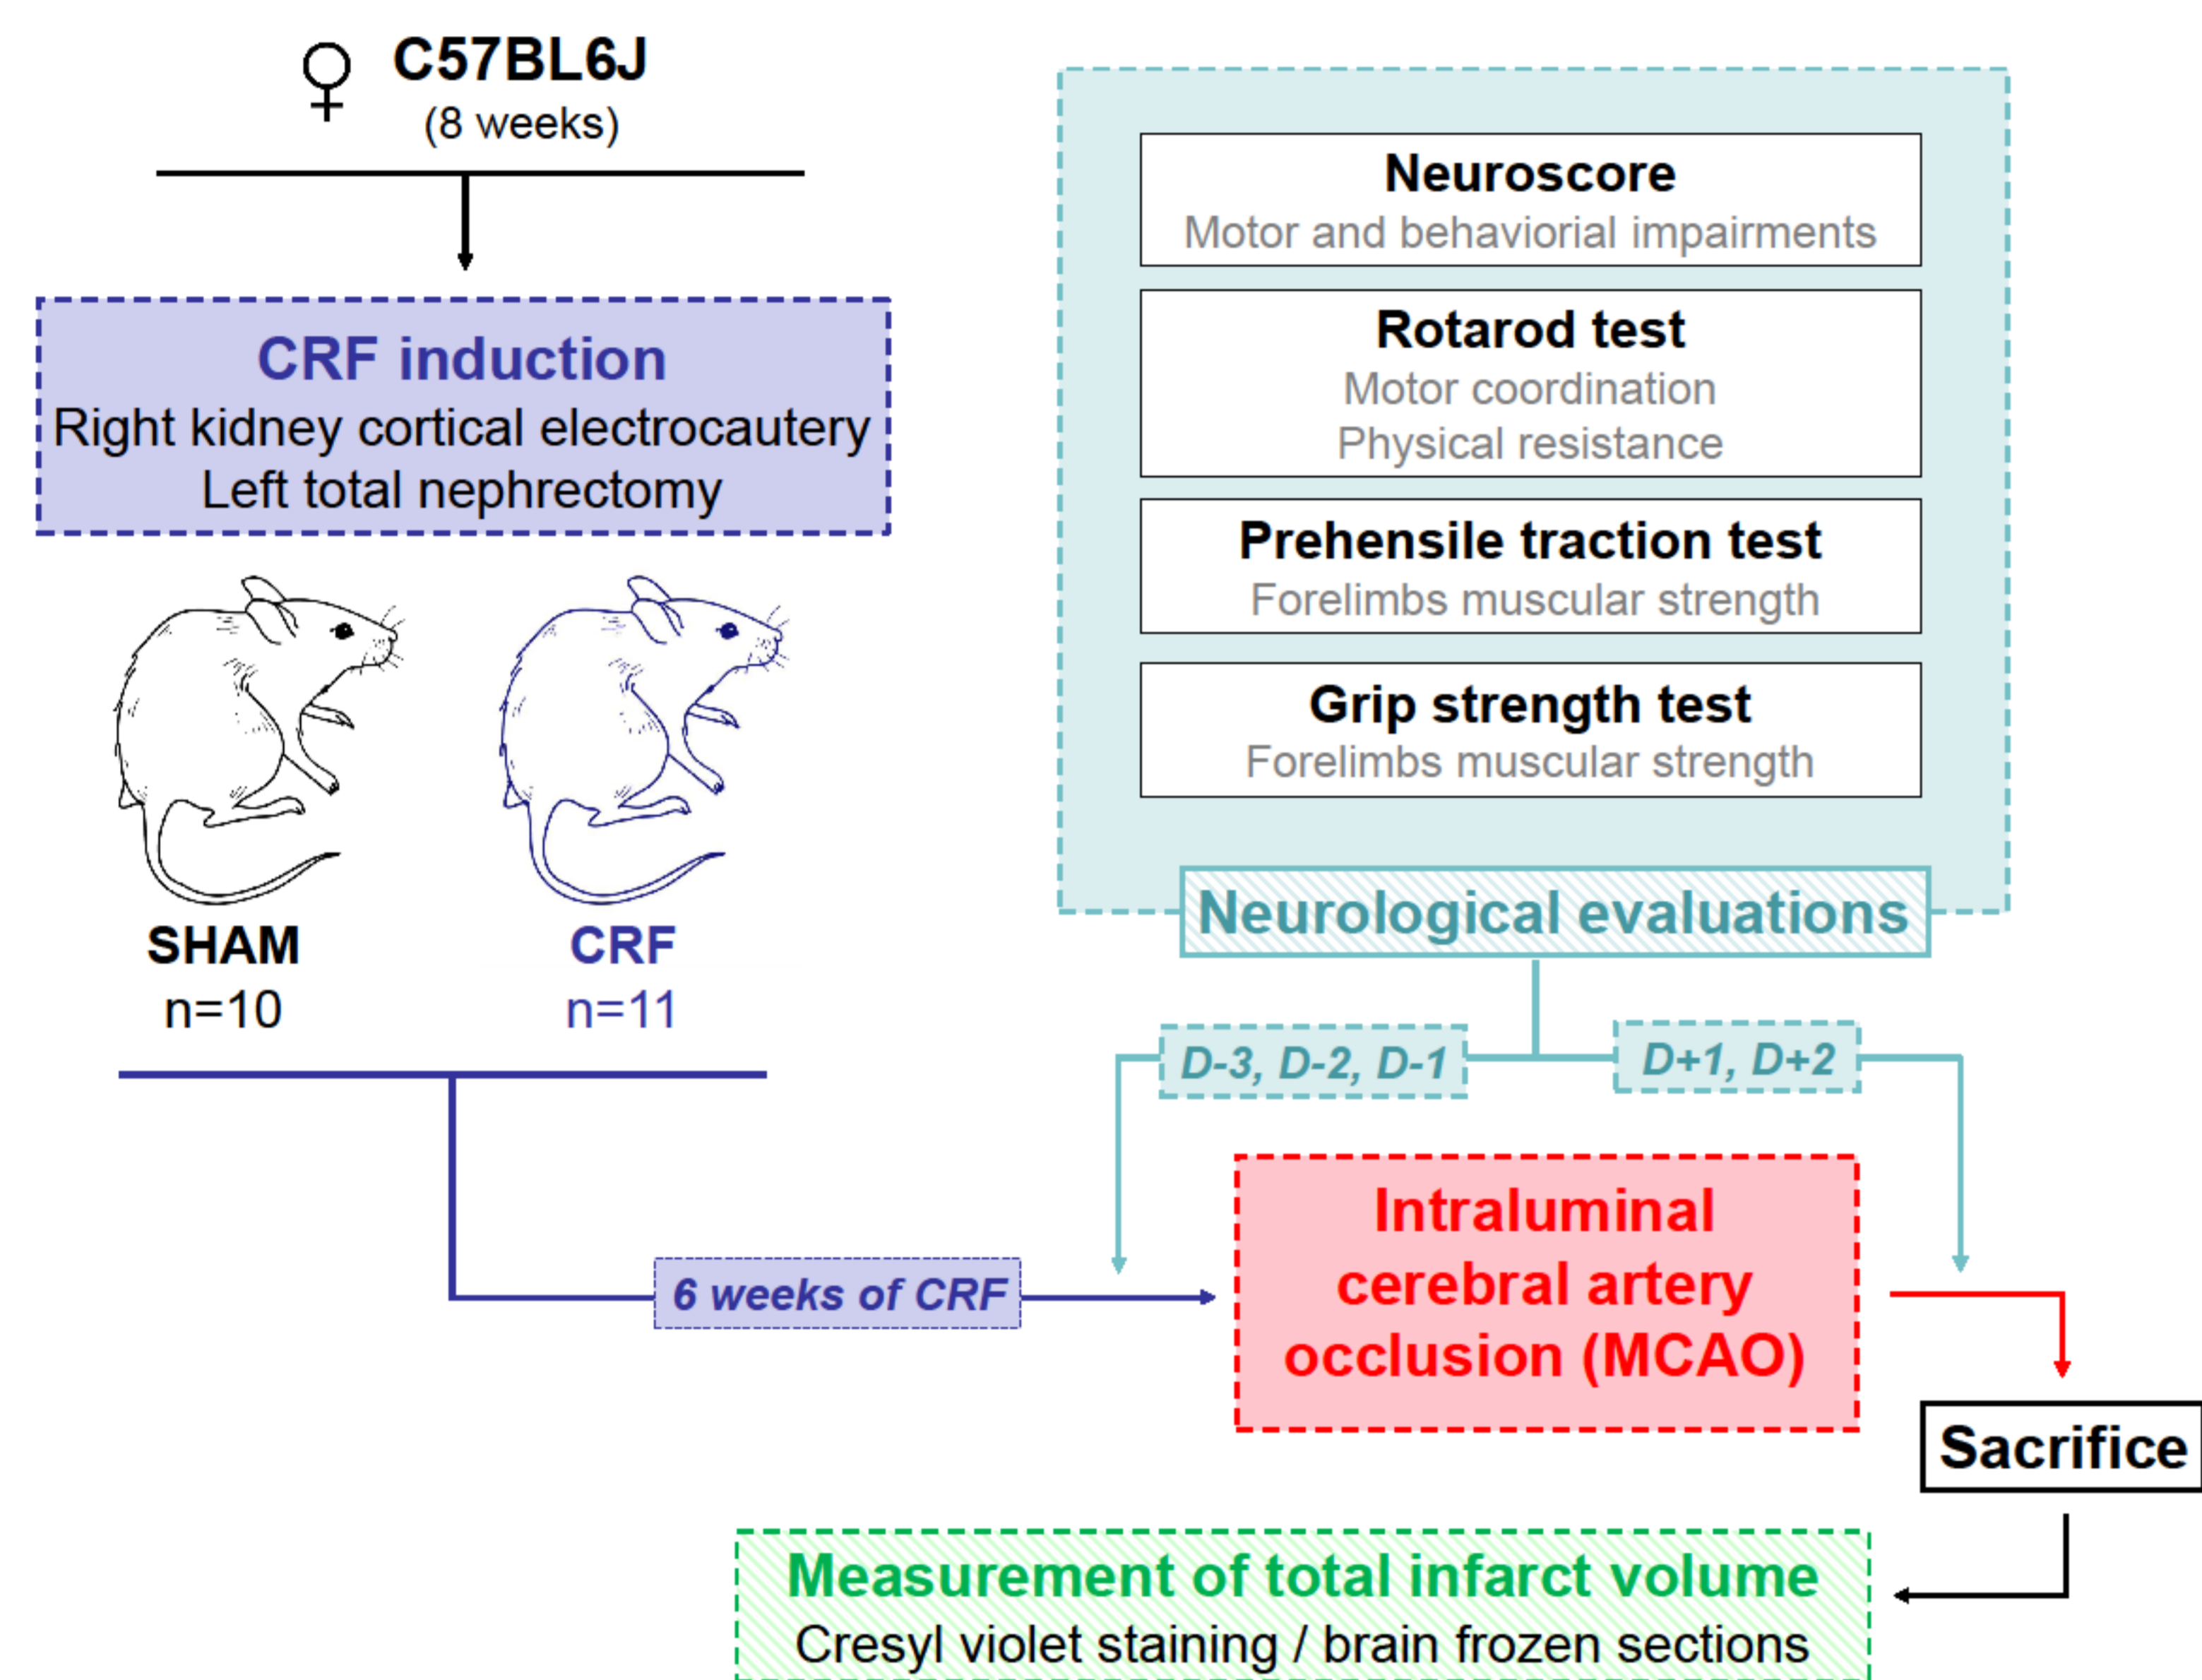 ♀ C57BL6J
(8 weeks)
CRF induction
Right kidney cortical electrocautery
Left total nephrectomy
SHAM
n=10
CRF
n=11
6 weeks of CRF
Neuroscore
Motor and behaviorial impairments
Rotarod test
Motor coordination
Physical resistance
Prehensile traction test
Forelimbs muscular strength
Grip strength test
Forelimbs muscular strength
Neurological evaluations
D-3, D-2, D-1
D+1, D+2
Intraluminal
cerebral artery
occlusion (MCAO)
Sacrifice
Measurement of total infarct volume
Cresyl violet staining / brain frozen sections